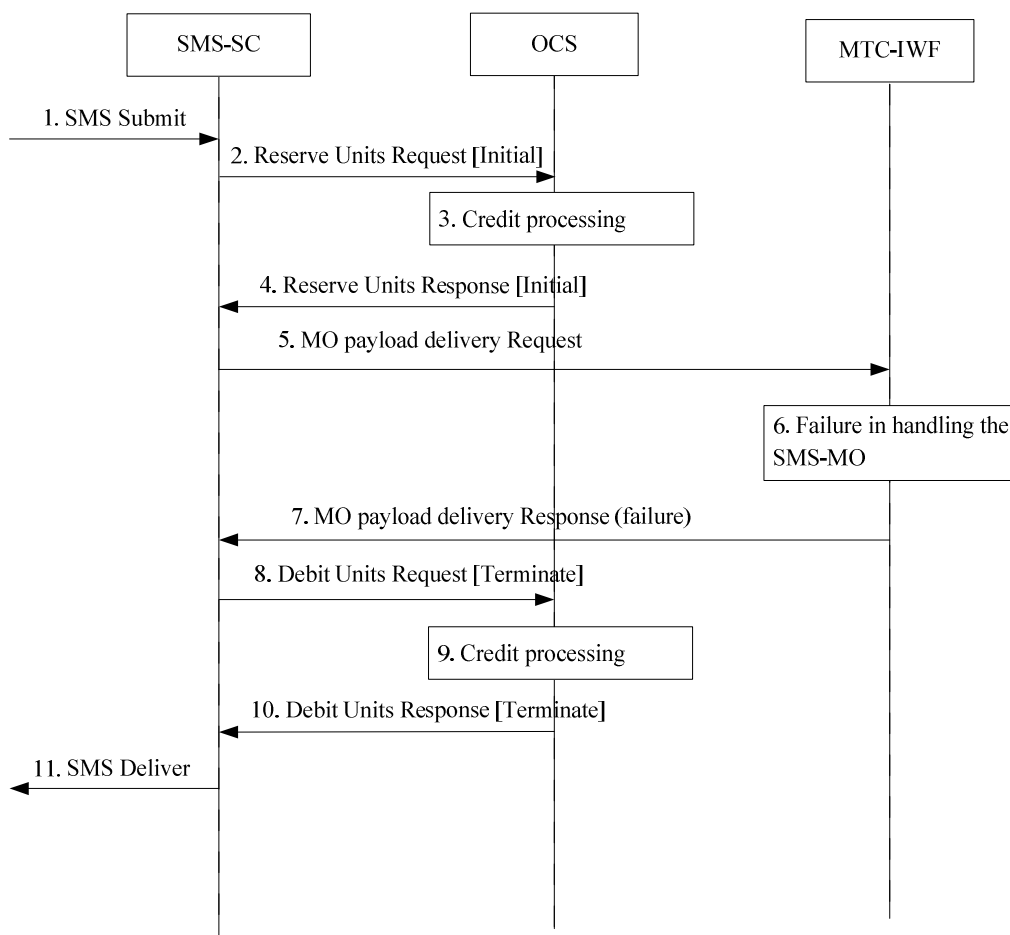 SMS-SC
OCS
MTC-IWF
1. SMS Submit
2. Reserve Units Request [Initial]
3. Credit processing
4. Reserve Units Response [Initial]
5. MO payload delivery Request
6. Failure in handling the
SMS-MO
7. MO payload delivery Response (failure)
8. Debit Units Request [Terminate]
9. Credit processing
10. Debit Units Response [Terminate]
11. SMS Deliver